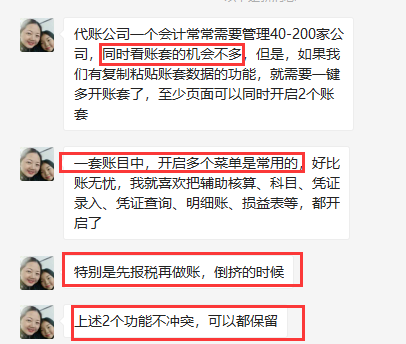 代账公司一个会计常常需要管理40-200家公
司，同时看账套的机会不多，但是，如果我
们有复制粘贴账套数据的功能，就需要一键
多开账套了，至少页面可以同时开启2个账
套
一套账目中，开启多个菜单是常用的，好比
账无忧，我就喜欢把辅助核算、科目、凭证
录入、凭证查询、明细账、损益表等，都开
启了
特别是先报税再做账，倒挤的时候
上述2个功能不冲突，可以都保留